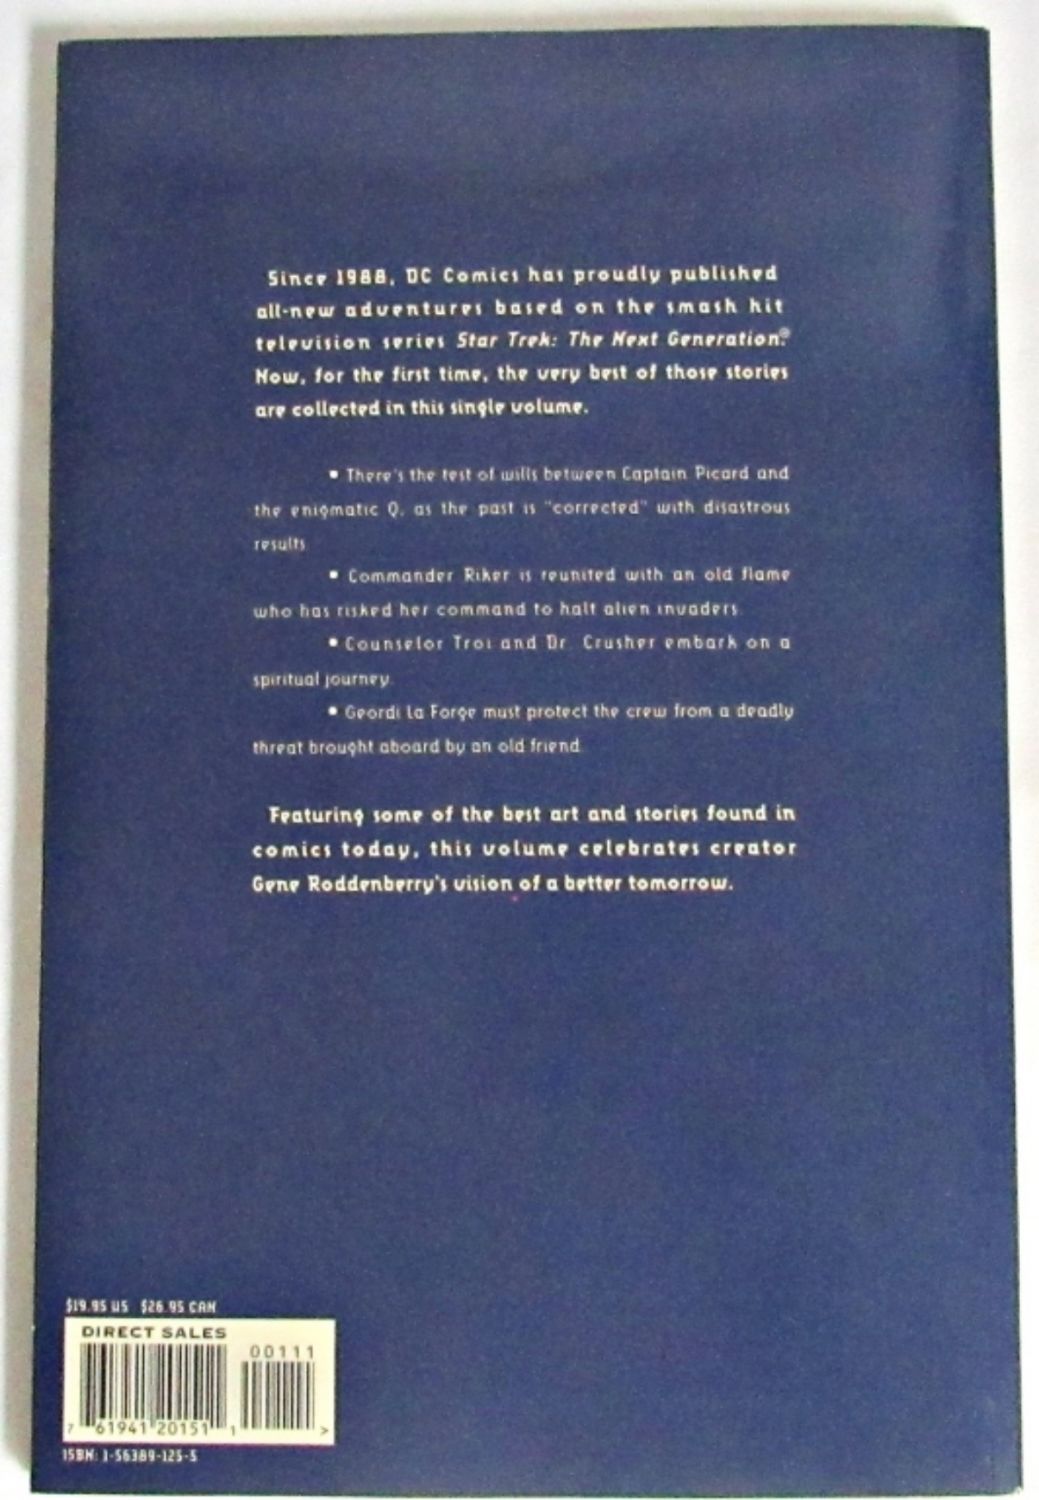 Since 1988, DC Comics has proudly published
all-new adventures based on the smash hit
television series Star Trek: The Next Generation.®
Now, for the first time, the very best of those stories
are collected in this single volume.
• There's the test of wills between Captain Picard and
the enigmatic Q, as the past is "corrected" with disastrous
results.
• Commander Riker is reunited with an old flame
who has risked her command to halt alien invaders.
• Counselor Troi and Dr. Crusher embark on a
spiritual journey.
• Geordi La Forge must protect the crew from a deadly
threat brought aboard by an old friend.
Featuring some of the best art and stories found in
comics today, this volume celebrates creator
Gene Roddenberry's vision of a better tomorrow.
$19.95 US $26.95 CAN
DIRECT SALES
00111
7 61941 20151 1 >
ISBN: 1-56389-125-5